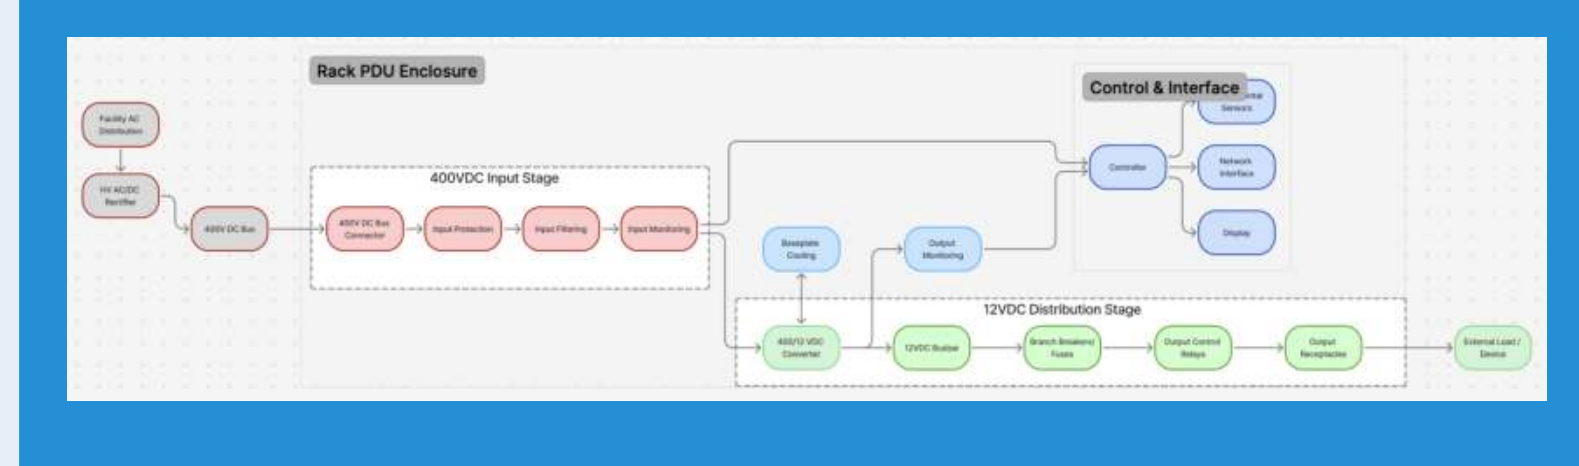 Rack PDU Enclosure
Control & Interface
Sensors
Facility AC
Distribution
HV AC/DC
Rectifier
400V DC Bus
400VDC Input Stage
400V DC Bus
Connector
Input Protection
Input Filtering
Input Monitoring
Controller
Network
Interface
Display
Baseplate
Cooling
Output
Monitoring
12VDC Distribution Stage
400/12 VDC
Converter
12VDC Busbar
Branch Breakers/
Fuses
Output Control
Relays
Output
Receptacles
External Load /
Device